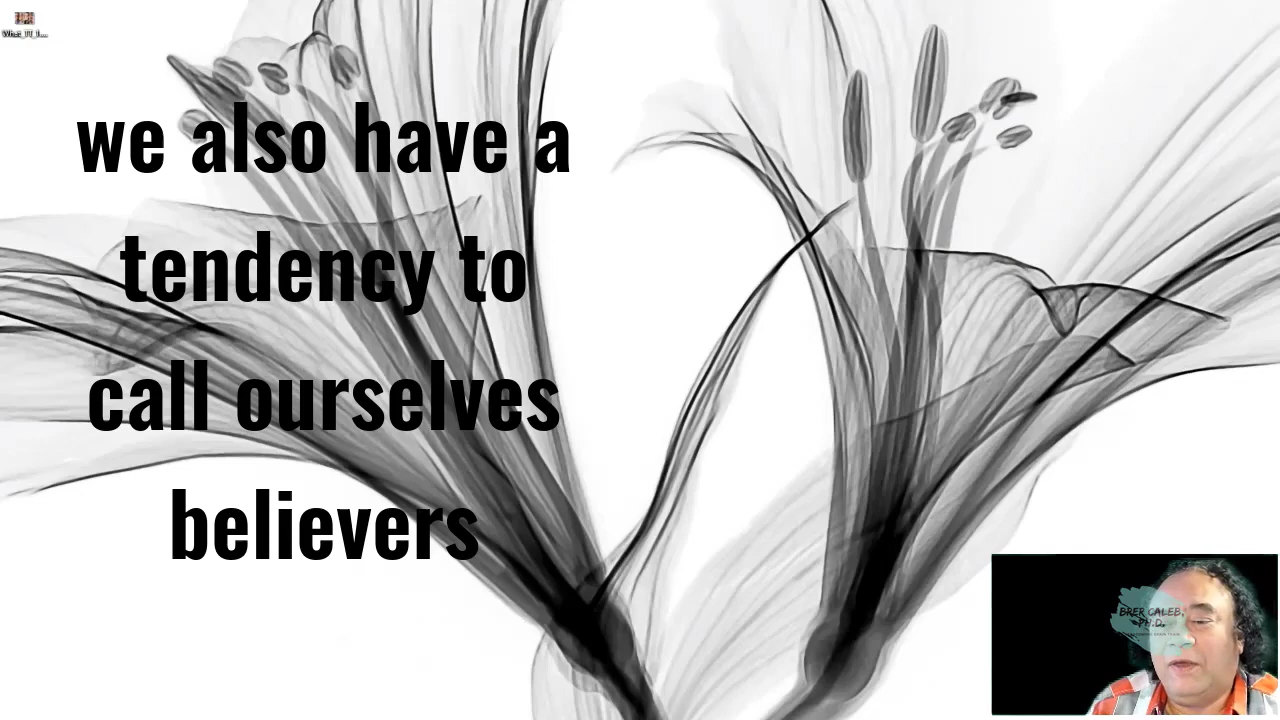 we also have a
tendency to
call ourselves
believers
BRER CALEB,
PH.D.